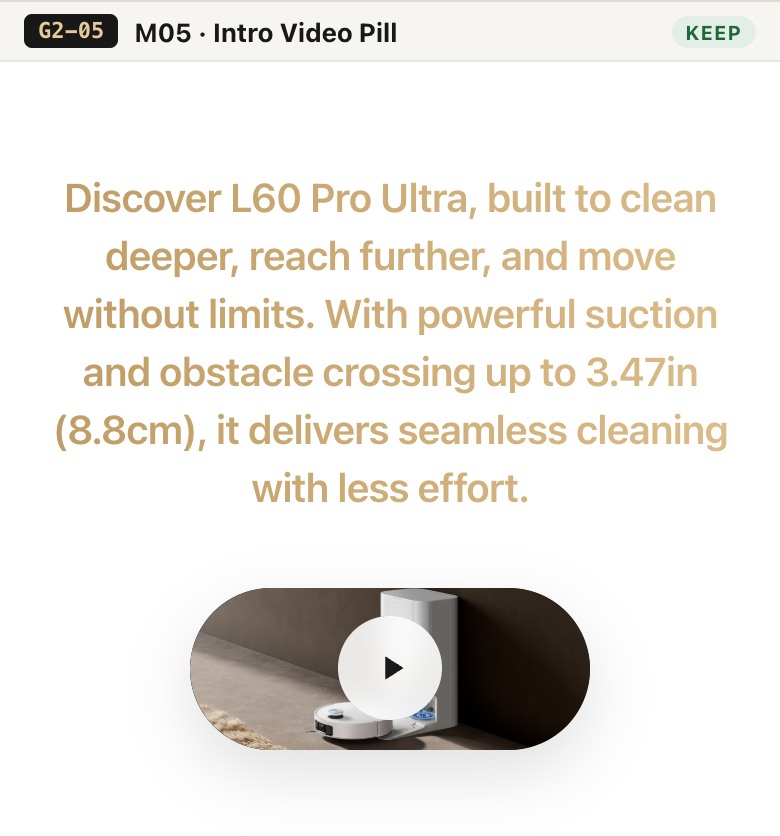 G2–05
M05 · Intro Video Pill
KEEP
Discover L60 Pro Ultra, built to clean
deeper, reach further, and move
without limits. With powerful suction
and obstacle crossing up to 3.47in
(8.8cm), it delivers seamless cleaning
with less effort.